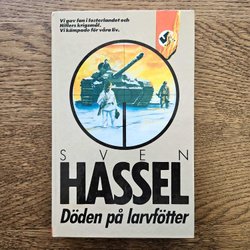 Vi gav fan i fosterlandet och
Hitlers krigsmål.
Vi kämpade för våra liv.
SVEN
HASSEL
Döden på larvfötter